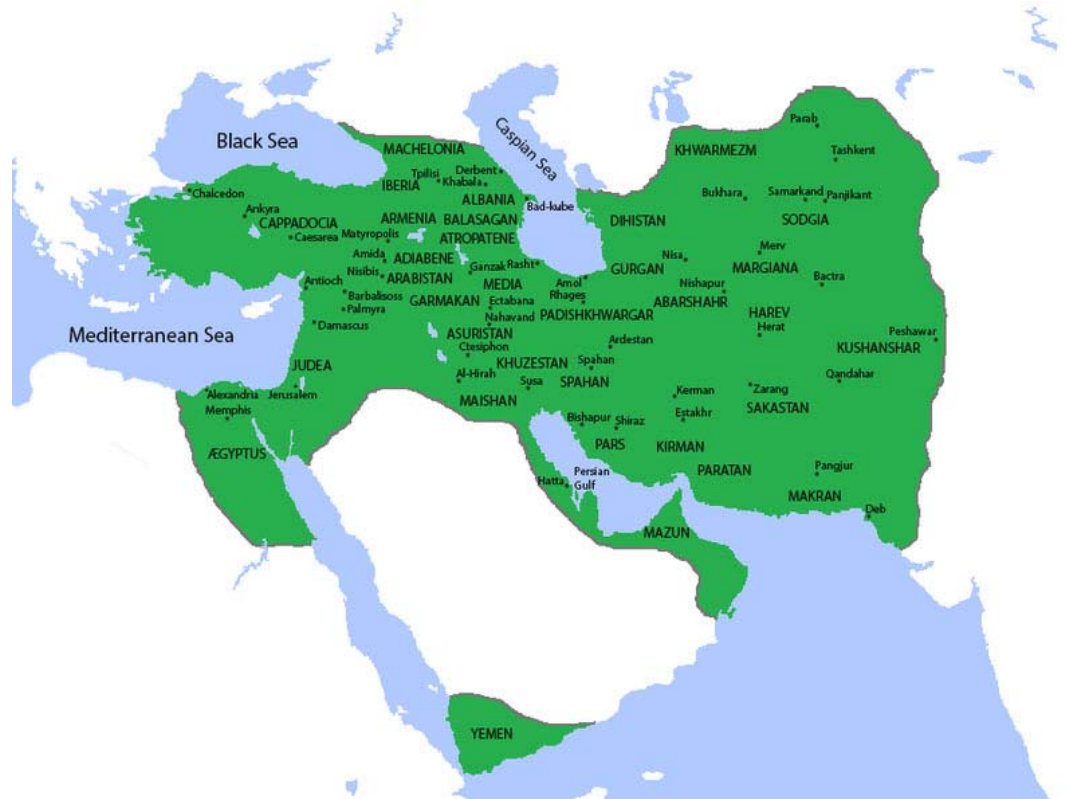 Parab
Caspian Sea
Black Sea
MACHELONIA
KHWARMEZM
Tashkent
Tpilisi
Derbent
Khabala
IBERIA
Chalcedon
Bukhara
Samarkand
Panjikant
ALBANIA
Bad-kube
Ankyra
CAPPADOCIA
ARMENIA
BALASAGAN
DIHISTAN
SODGIA
Caesarea
Matyropolis
ATROPATENE
Merv
Amida
ADIABENE
Nisa
MARGIANA
Nisibis
ARABISTAN
Ganzak
Rasht
GURGAN
Bactra
Antioch
MEDIA
Amol
Nishapur
Barbalisoss
GARMAKAN
Ectabana
Rhages
ABARSHAHR
Palmyra
Nahavand
PADISHKHWARGAR
HAREV
Damascus
Herat
Mediterranean Sea
ASURISTAN
Peshawar
Ctesiphon
Ardestan
KUSHANSHAR
JUDEA
KHUZESTAN
Spahan
Al-Hirah
Susa
SPAHAN
Qandahar
Alexandria
Jerusalem
Kerman
Zarang
MAISHAN
Memphis
Estakhr
SAKASTAN
Bishapur
Shiraz
ÆGYPTUS
PARS
KIRMAN
PARATAN
Pangjur
Hatta
Persian
Gulf
MAKRAN
Deb
MAZUN
YEMEN